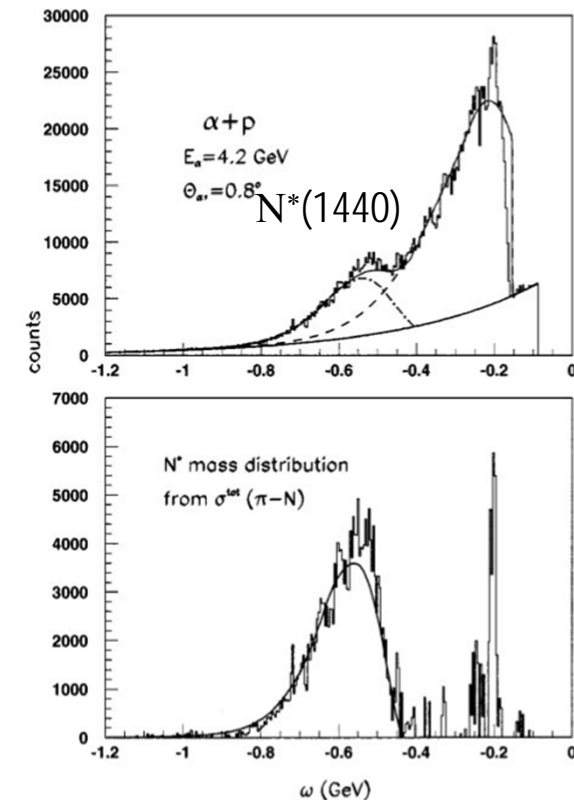 30000
25000
20000
15000
10000
5000
0
α+p
Eα=4.2 GeV
Θα'=0.8°
N*(1440)
-1.2 -1 -0.8 -0.6 -0.4 -0.2 0
counts
7000
6000
5000
4000
3000
2000
1000
0
N* mass distribution
from σtot (π-N)
-1.2 -1 -0.8 -0.6 -0.4 -0.2 0
ω (GeV)